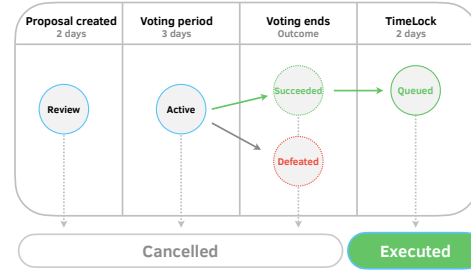 Proposal created
2 days
Voting period
3 days
Voting ends
Outcome
TimeLock
2 days
Review
Active
Succeeded
Queued
Defeated
Cancelled
Executed